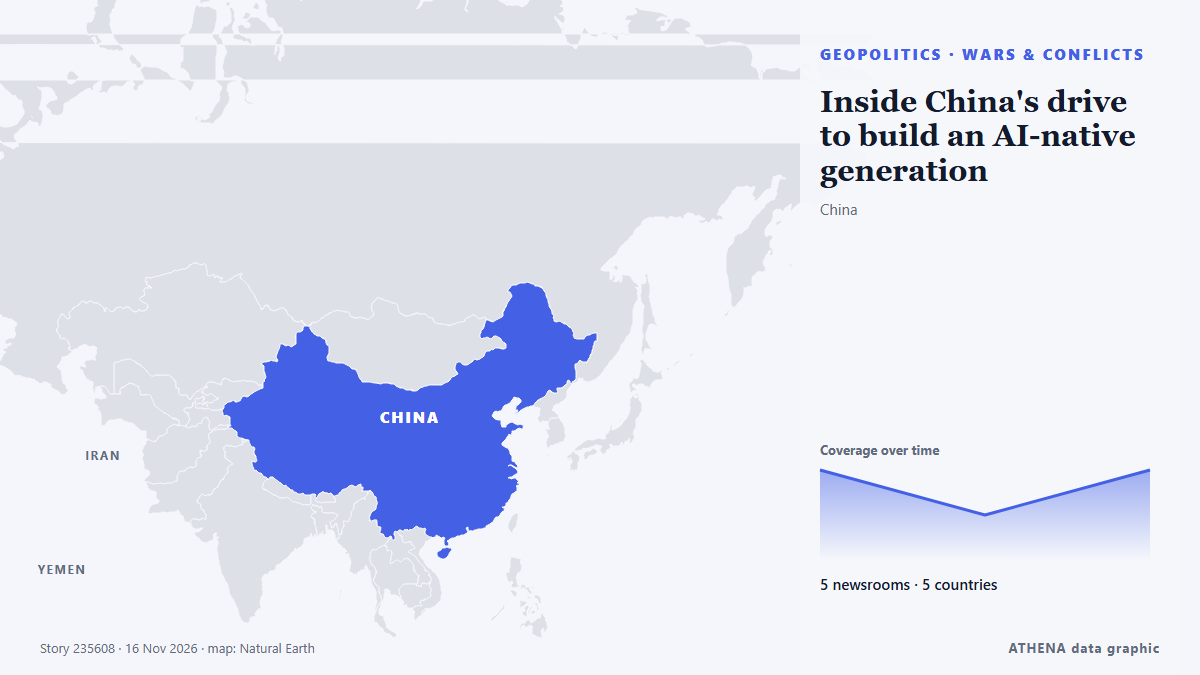 GEOPOLITICS · WARS & CONFLICTS
Inside China's drive
to build an AI-native
generation
China
CHINA
IRAN
YEMEN
Coverage over time
5 newsrooms · 5 countries
Story 235608 · 16 Nov 2026 · map: Natural Earth
ATHENA data graphic